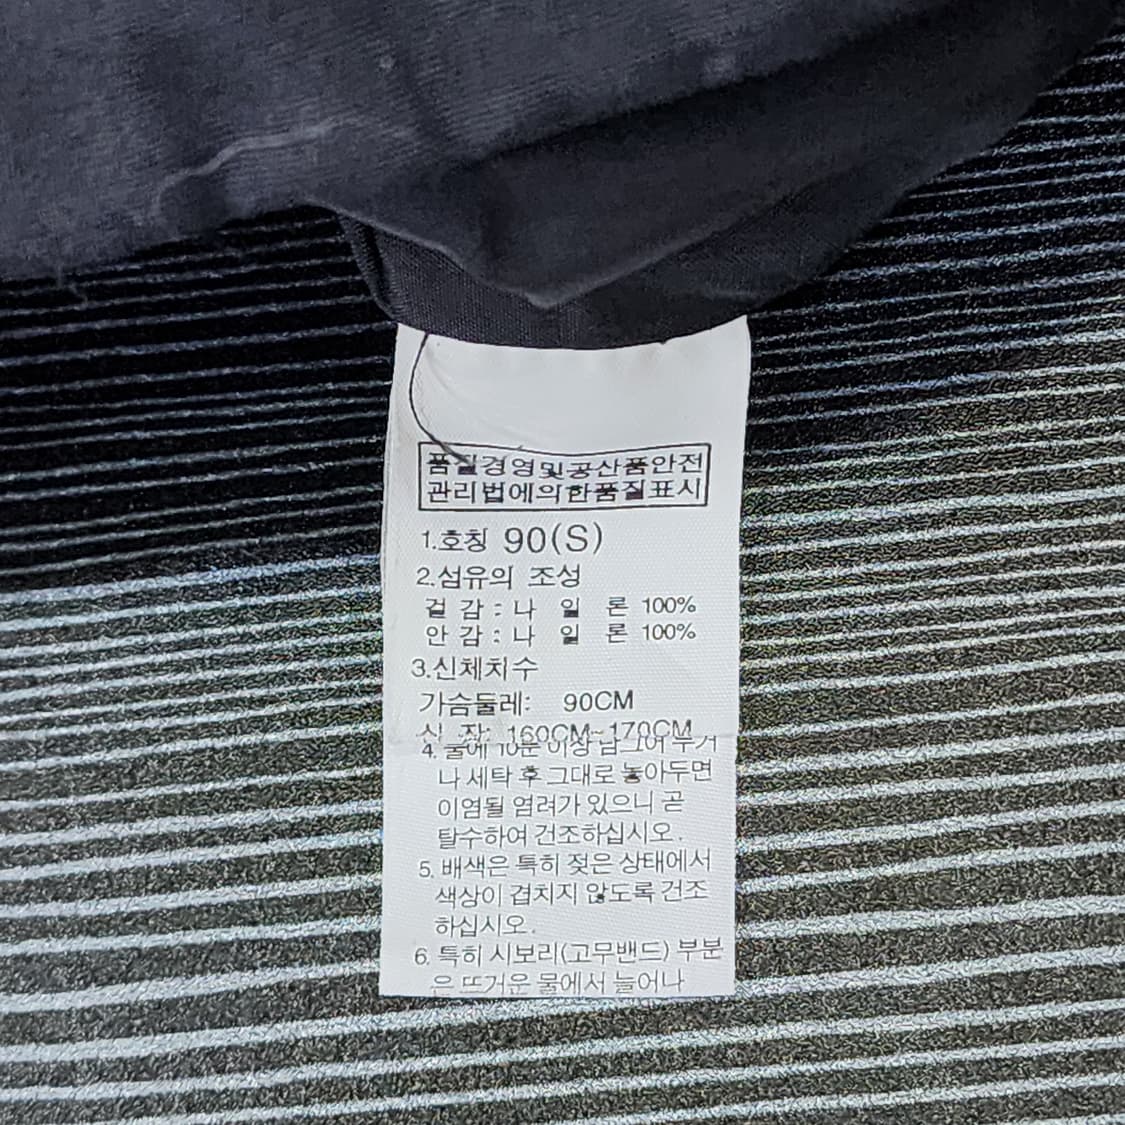 품질경영및공산품안전
관리법에의한품질표시
1.호칭 90(S)
2.섬유의 조성
겉 감 : 나 일 론 100%
안 감 : 나 일 론 100%
3.신체치수
가슴둘레: 90CM
신 장: 160CM~170CM
4. 물에 10분 이상 담그어 두거
나 세탁 후 그대로 놓아두면
이염될 염려가 있으니 곧
탈수하여 건조하십시오.
5. 배색은 특히 젖은 상태에서
색상이 겹치지 않도록 건조
하십시오.
6. 특히 시보리(고무밴드) 부분
은 뜨거운 물에서 늘어나